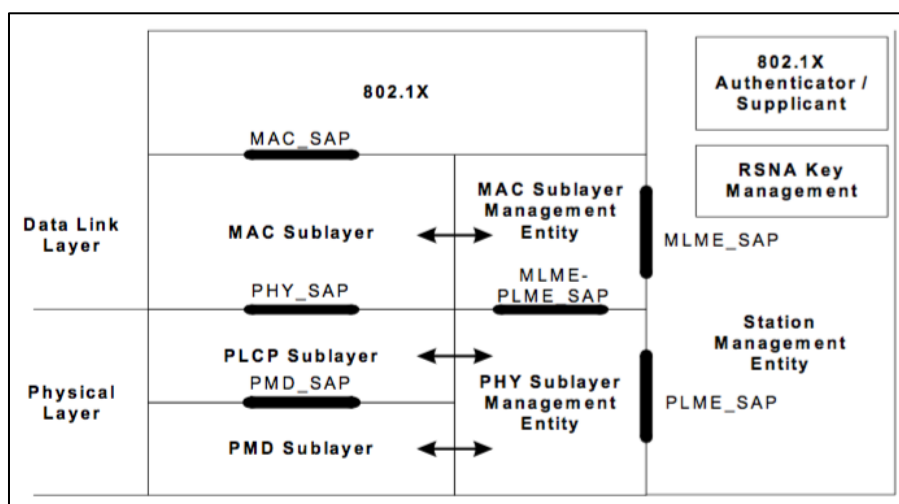 802.1X
MAC_SAP
802.1X
Authenticator /
Supplicant
RSNA Key
Management
Data Link
Layer
MAC Sublayer
MAC Sublayer
Management
Entity
MLME_SAP
PHY_SAP
MLME-
PLME_SAP
Physical
Layer
PLCP Sublayer
PMD_SAP
PMD Sublayer
PHY Sublayer
Management
Entity
Station
Management
Entity
PLME_SAP